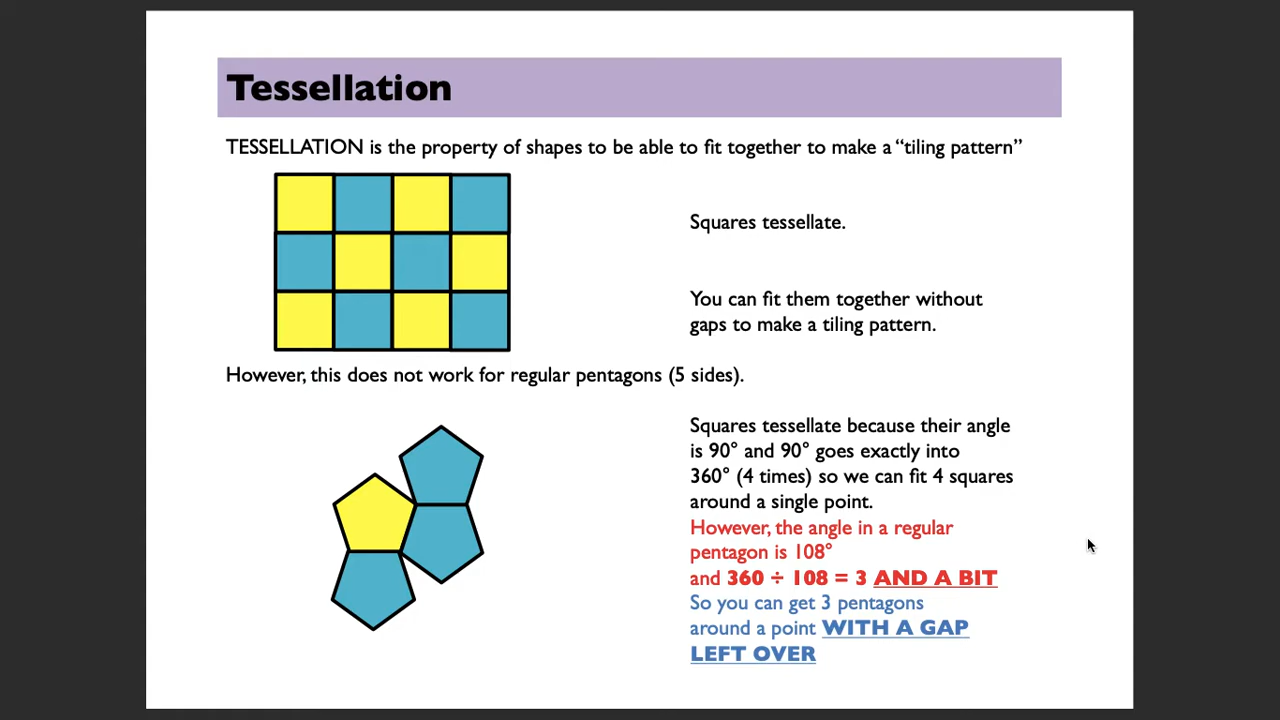 Tessellation
TESSELLATION is the property of shapes to be able to fit together to make a “tiling pattern”
Squares tessellate.
You can fit them together without
gaps to make a tiling pattern.
However, this does not work for regular pentagons (5 sides).
Squares tessellate because their angle
is 90° and 90° goes exactly into
360° (4 times) so we can fit 4 squares
around a single point.
However, the angle in a regular
pentagon is 108°
and 360 ÷ 108 = 3 AND A BIT
So you can get 3 pentagons
around a point WITH A GAP
LEFT OVER